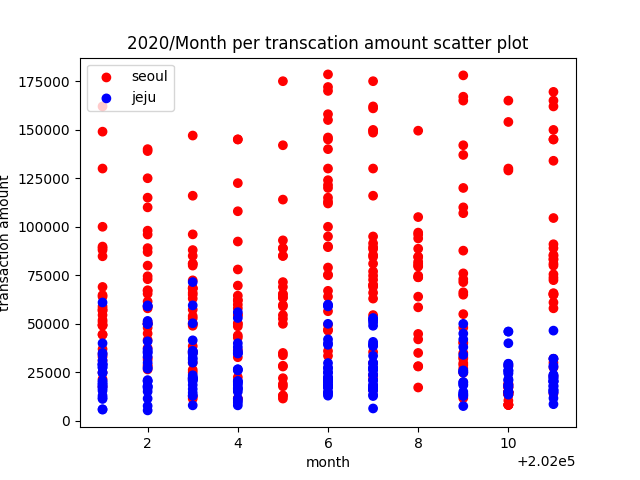 2020/Month per transcation amount scatter plot
seoul
jeju
175000
150000
125000
100000
75000
50000
25000
0
transaction amount
2
4
6
8
10
month
+2.02e5